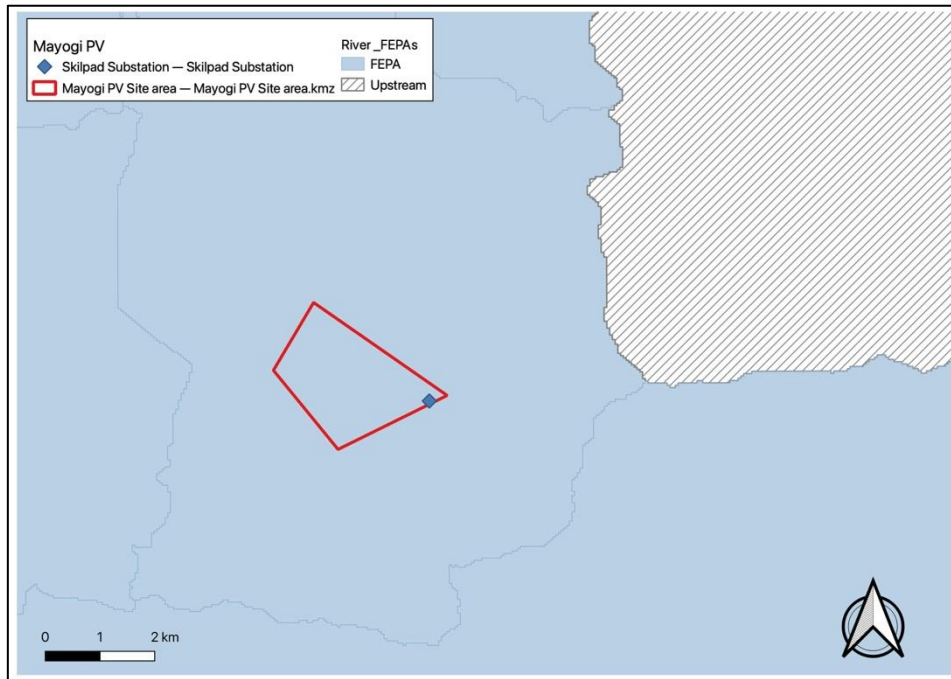 Mayogi PV
Skilpad Substation — Skilpad Substation
Mayogi PV Site area — Mayogi PV Site area.kmz
River _FEPAs
FEPA
Upstream
0 1 2 km